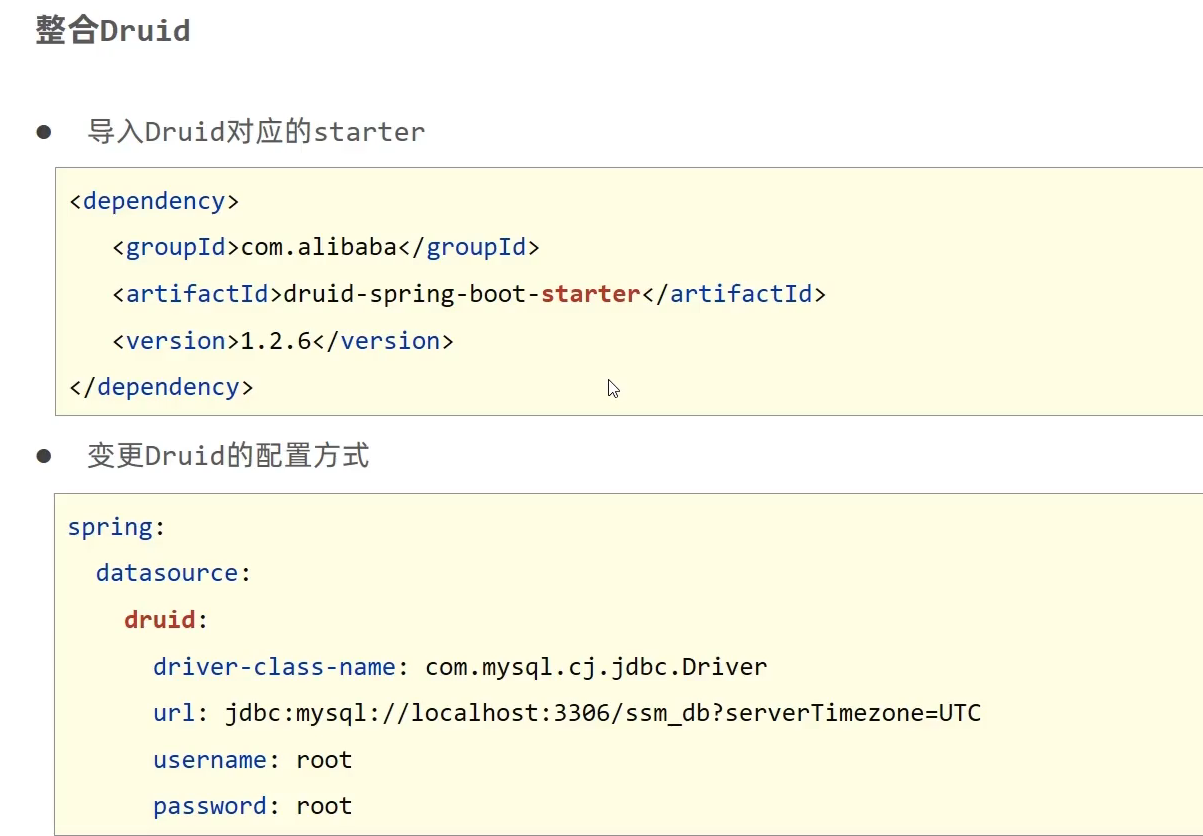 整合Druid
● 导入Druid对应的starter
<dependency>
   <groupId>com.alibaba</groupId>
   <artifactId>druid-spring-boot-starter</artifactId>
   <version>1.2.6</version>
</dependency>
● 变更Druid的配置方式
spring:
  datasource:
    druid:
      driver-class-name: com.mysql.cj.jdbc.Driver
      url: jdbc:mysql://localhost:3306/ssm_db?serverTimezone=UTC
      username: root
      password: root